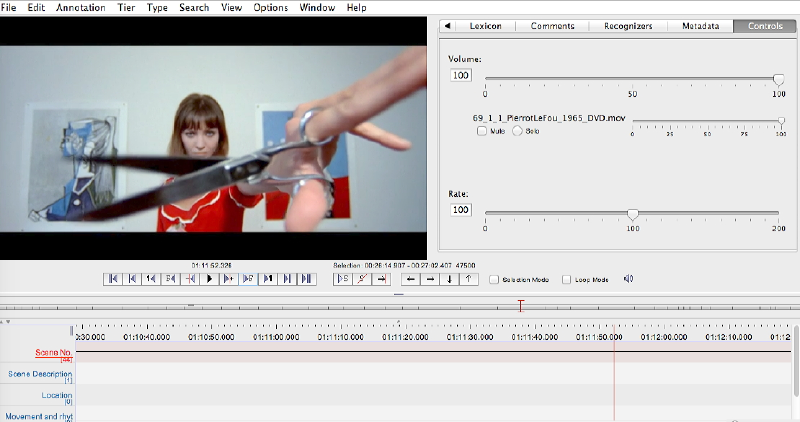 File Edit Annotation Tier Type Search View Options Window Help
Lexicon Comments Recognizers Metadata Controls
Volume:
100
0 50 100
69_1_1_PierrotLeFou_1965_DVD.mov
Mute Solo
0 25 50 75 100
Rate:
100
0 100 200
01:11:52.326
Selection: 00:26:14.907 - 00:27:02.407 47500
Selection Mode Loop Mode
0:30.000 01:10:40.000 01:10:50.000 01:11:00.000 01:11:10.000 01:11:20.000 01:11:30.000 01:11:40.000 01:11:50.000 01:12:00.000 01:12:10.000 01:12
Scene No.
[44]
Scene Description
[1]
Location
[0]
Movement and rhyt